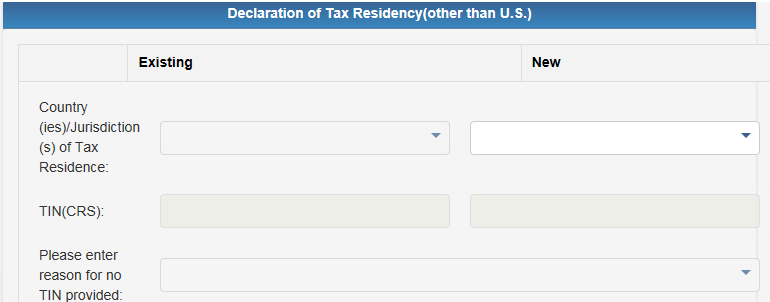 Declaration of Tax Residency(other than U.S.)
Existing New
Country
(ies)/Jurisdiction
(s) of Tax
Residence:
TIN(CRS):
Please enter
reason for no
TIN provided: